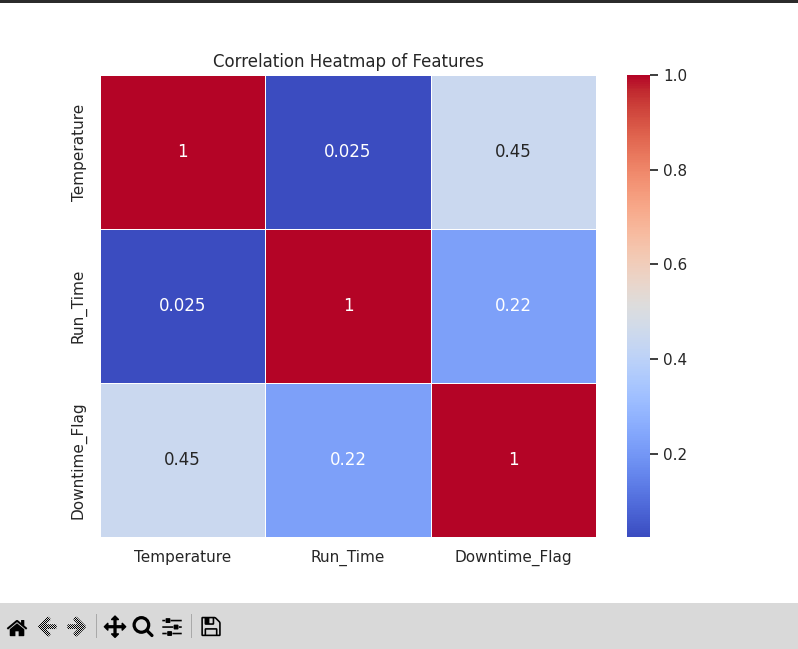 Correlation Heatmap of Features
Temperature
1
0.025
0.45
Run_Time
0.025
1
0.22
Downtime_Flag
0.45
0.22
1
Temperature
Run_Time
Downtime_Flag
1.0
0.8
0.6
0.4
0.2